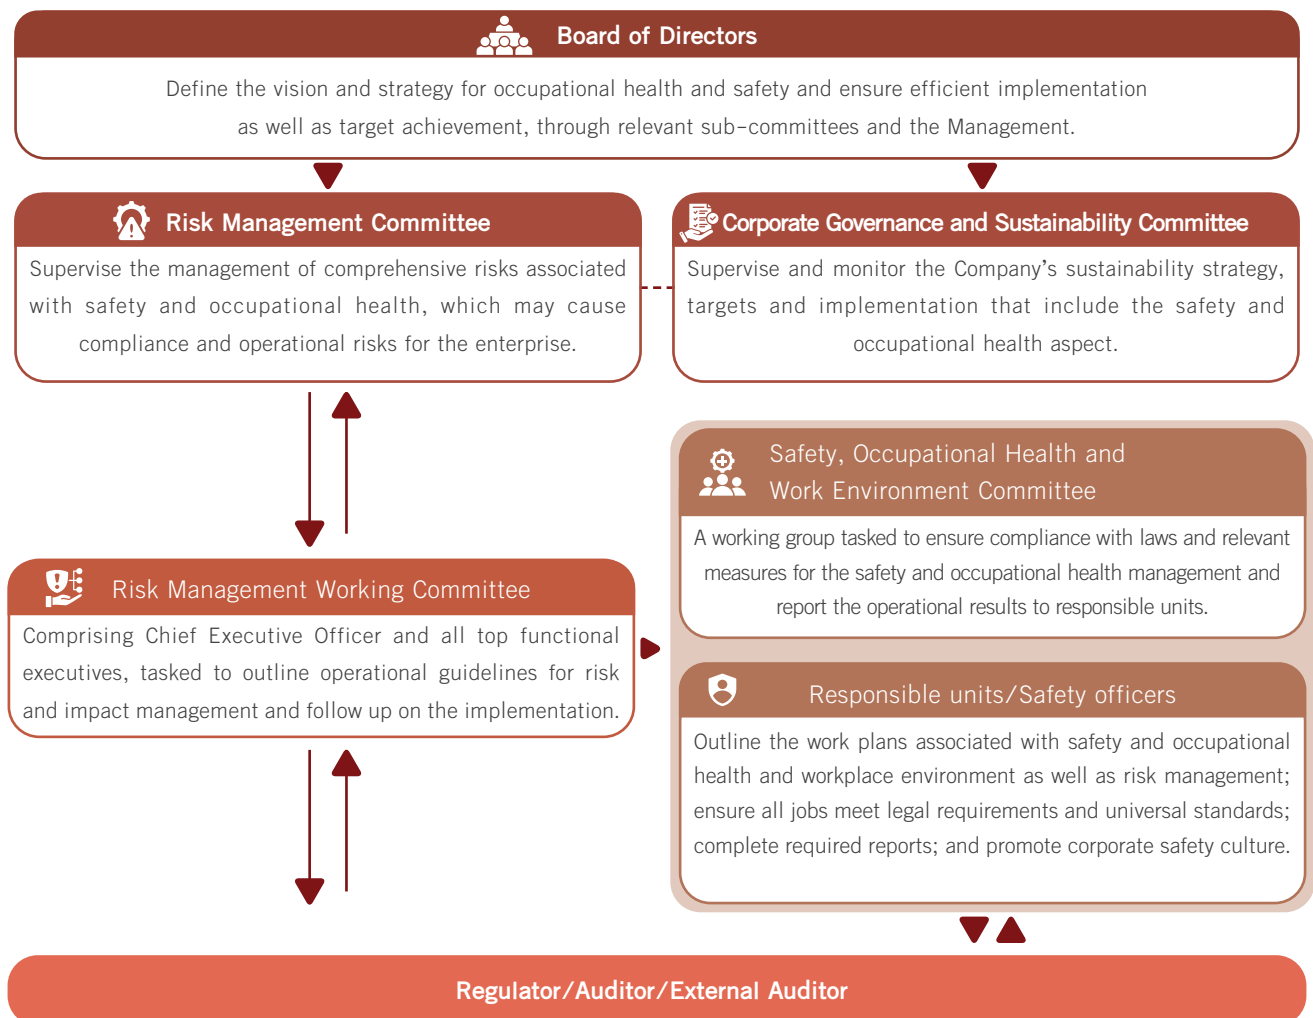 Board of Directors
Define the vision and strategy for occupational health and safety and ensure efficient implementation
as well as target achievement, through relevant sub-committees and the Management.
Risk Management Committee
Supervise the management of comprehensive risks associated
with safety and occupational health, which may cause
compliance and operational risks for the enterprise.
Corporate Governance and Sustainability Committee
Supervise and monitor the Company's sustainability strategy,
targets and implementation that include the safety and
occupational health aspect.
Safety, Occupational Health and
Work Environment Committee
A working group tasked to ensure compliance with laws and relevant
measures for the safety and occupational health management and
report the operational results to responsible units.
Risk Management Working Committee
Comprising Chief Executive Officer and all top functional
executives, tasked to outline operational guidelines for risk
and impact management and follow up on the implementation.
Responsible units/Safety officers
Outline the work plans associated with safety and occupational
health and workplace environment as well as risk management;
ensure all jobs meet legal requirements and universal standards;
complete required reports; and promote corporate safety culture.
Regulator/Auditor/External Auditor